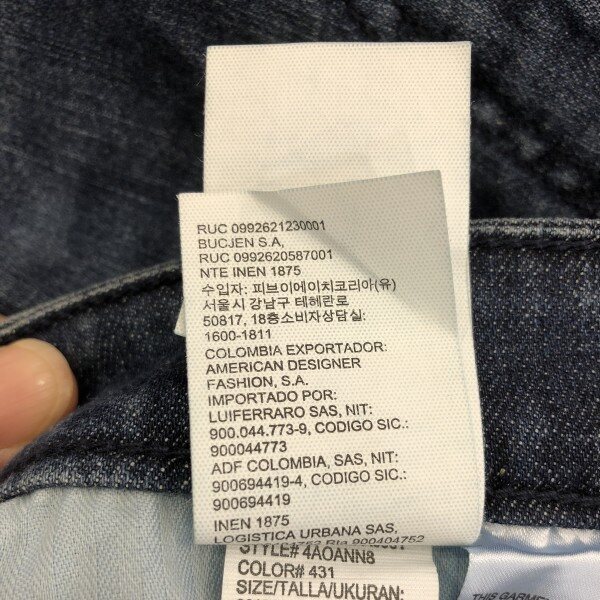 RUC 0992621230001
BUCJEN S.A,
RUC 0992620587001
NTE INEN 1875
수입자: 피브이에이치코리아(유)
서울시 강남구 테헤란로
50817, 18층소비자상담실:
1600-1811
COLOMBIA EXPORTADOR:
AMERICAN DESIGNER
FASHION, S.A.
IMPORTADO POR:
LUIFERRARO SAS, NIT:
900.044.773-9, CODIGO SIC.:
900044773
ADF COLOMBIA, SAS, NIT:
900694419-4, CODIGO SIC.:
900694419
INEN 1875
LOGISTICA URBANA SAS,
900404752
STYLE# 4AOANN8
COLOR# 431
SIZE/TALLA/UKURAN:
THIS GARME